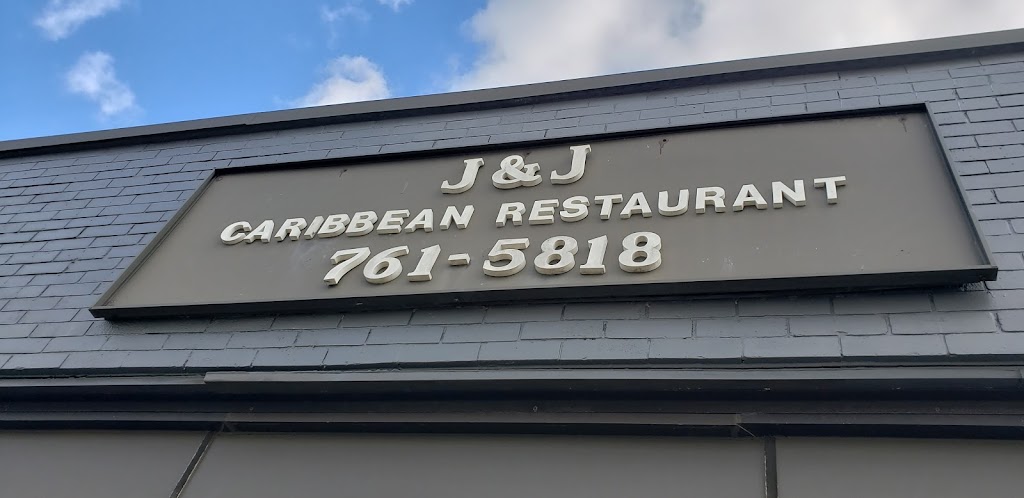 J & J
CARIBBEAN RESTAURANT
761-5818